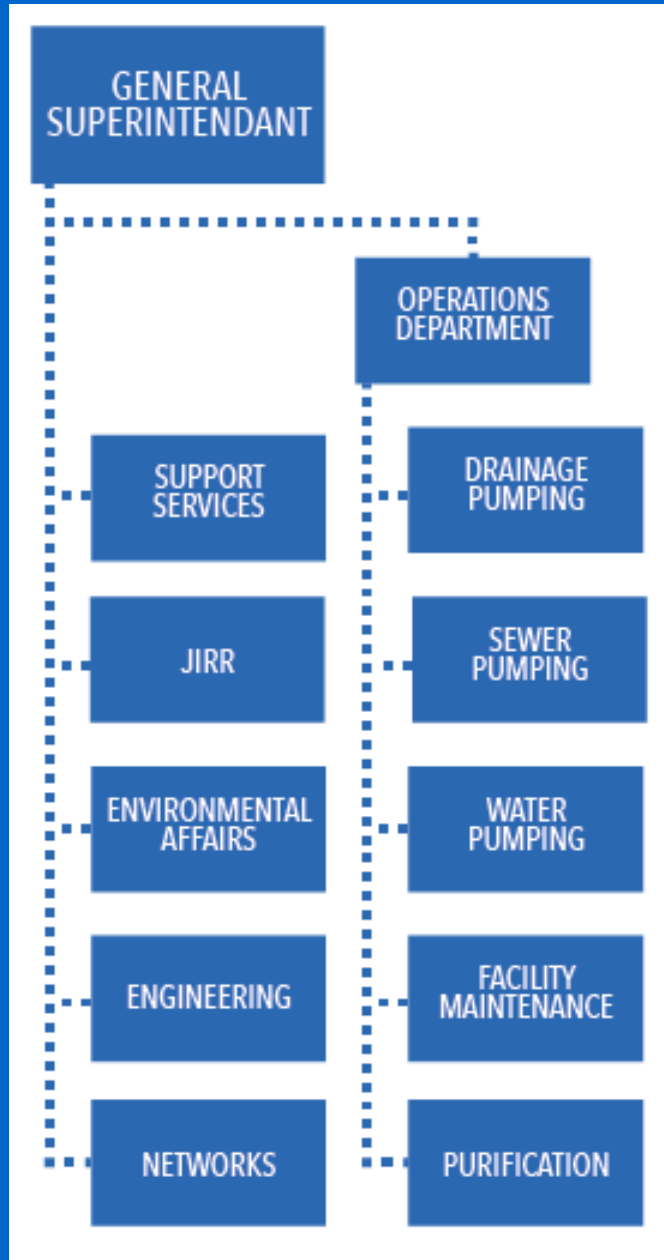 GENERAL
SUPERINTENDANT
OPERATIONS
DEPARTMENT
SUPPORT
SERVICES
JIRR
ENVIRONMENTAL
AFFAIRS
ENGINEERING
NETWORKS
DRAINAGE
PUMPING
SEWER
PUMPING
WATER
PUMPING
FACILITY
MAINTENANCE
PURIFICATION